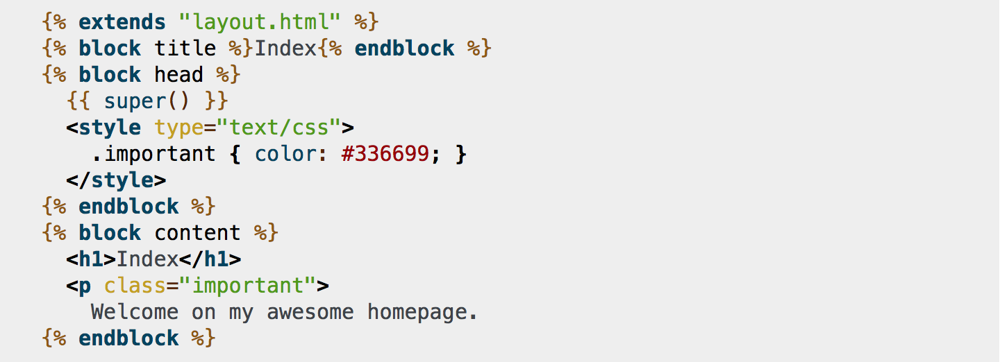 {% extends "layout.html" %}
{% block title %}Index{% endblock %}
{% block head %}
  {{ super() }}
  <style type="text/css">
    .important { color: #336699; }
  </style>
{% endblock %}
{% block content %}
  <h1>Index</h1>
  <p class="important">
    Welcome on my awesome homepage.
{% endblock %}